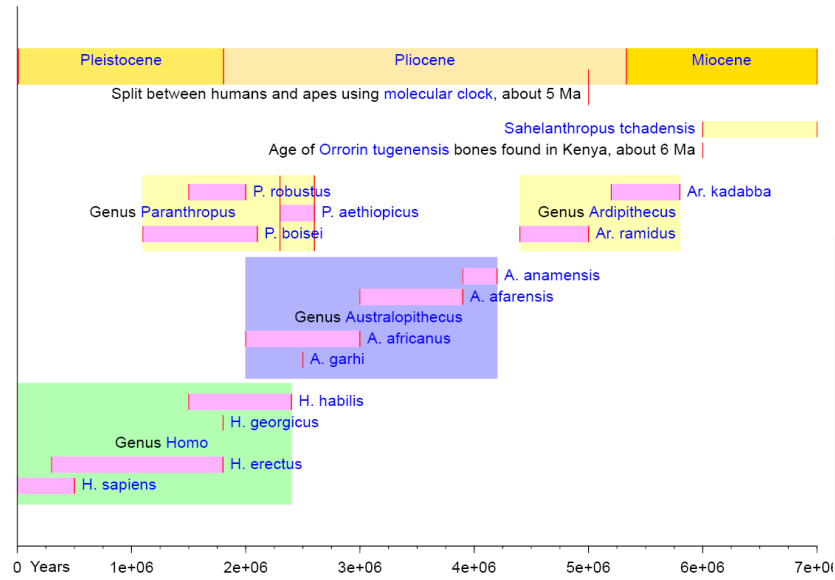 Pleistocene Pliocene Miocene
Split between humans and apes using molecular clock, about 5 Ma
Sahelanthropus tchadensis
Age of Orrorin tugenensis bones found in Kenya, about 6 Ma
P. robustus Ar. kadabba
Genus Paranthropus P. aethiopicus Genus Ardipithecus
P. boisei Ar. ramidus
A. anamensis
A. afarensis
Genus Australopithecus
A. africanus
A. garhi
H. habilis
H. georgicus
Genus Homo
H. erectus
H. sapiens
0 Years 1e+06 2e+06 3e+06 4e+06 5e+06 6e+06 7e+0